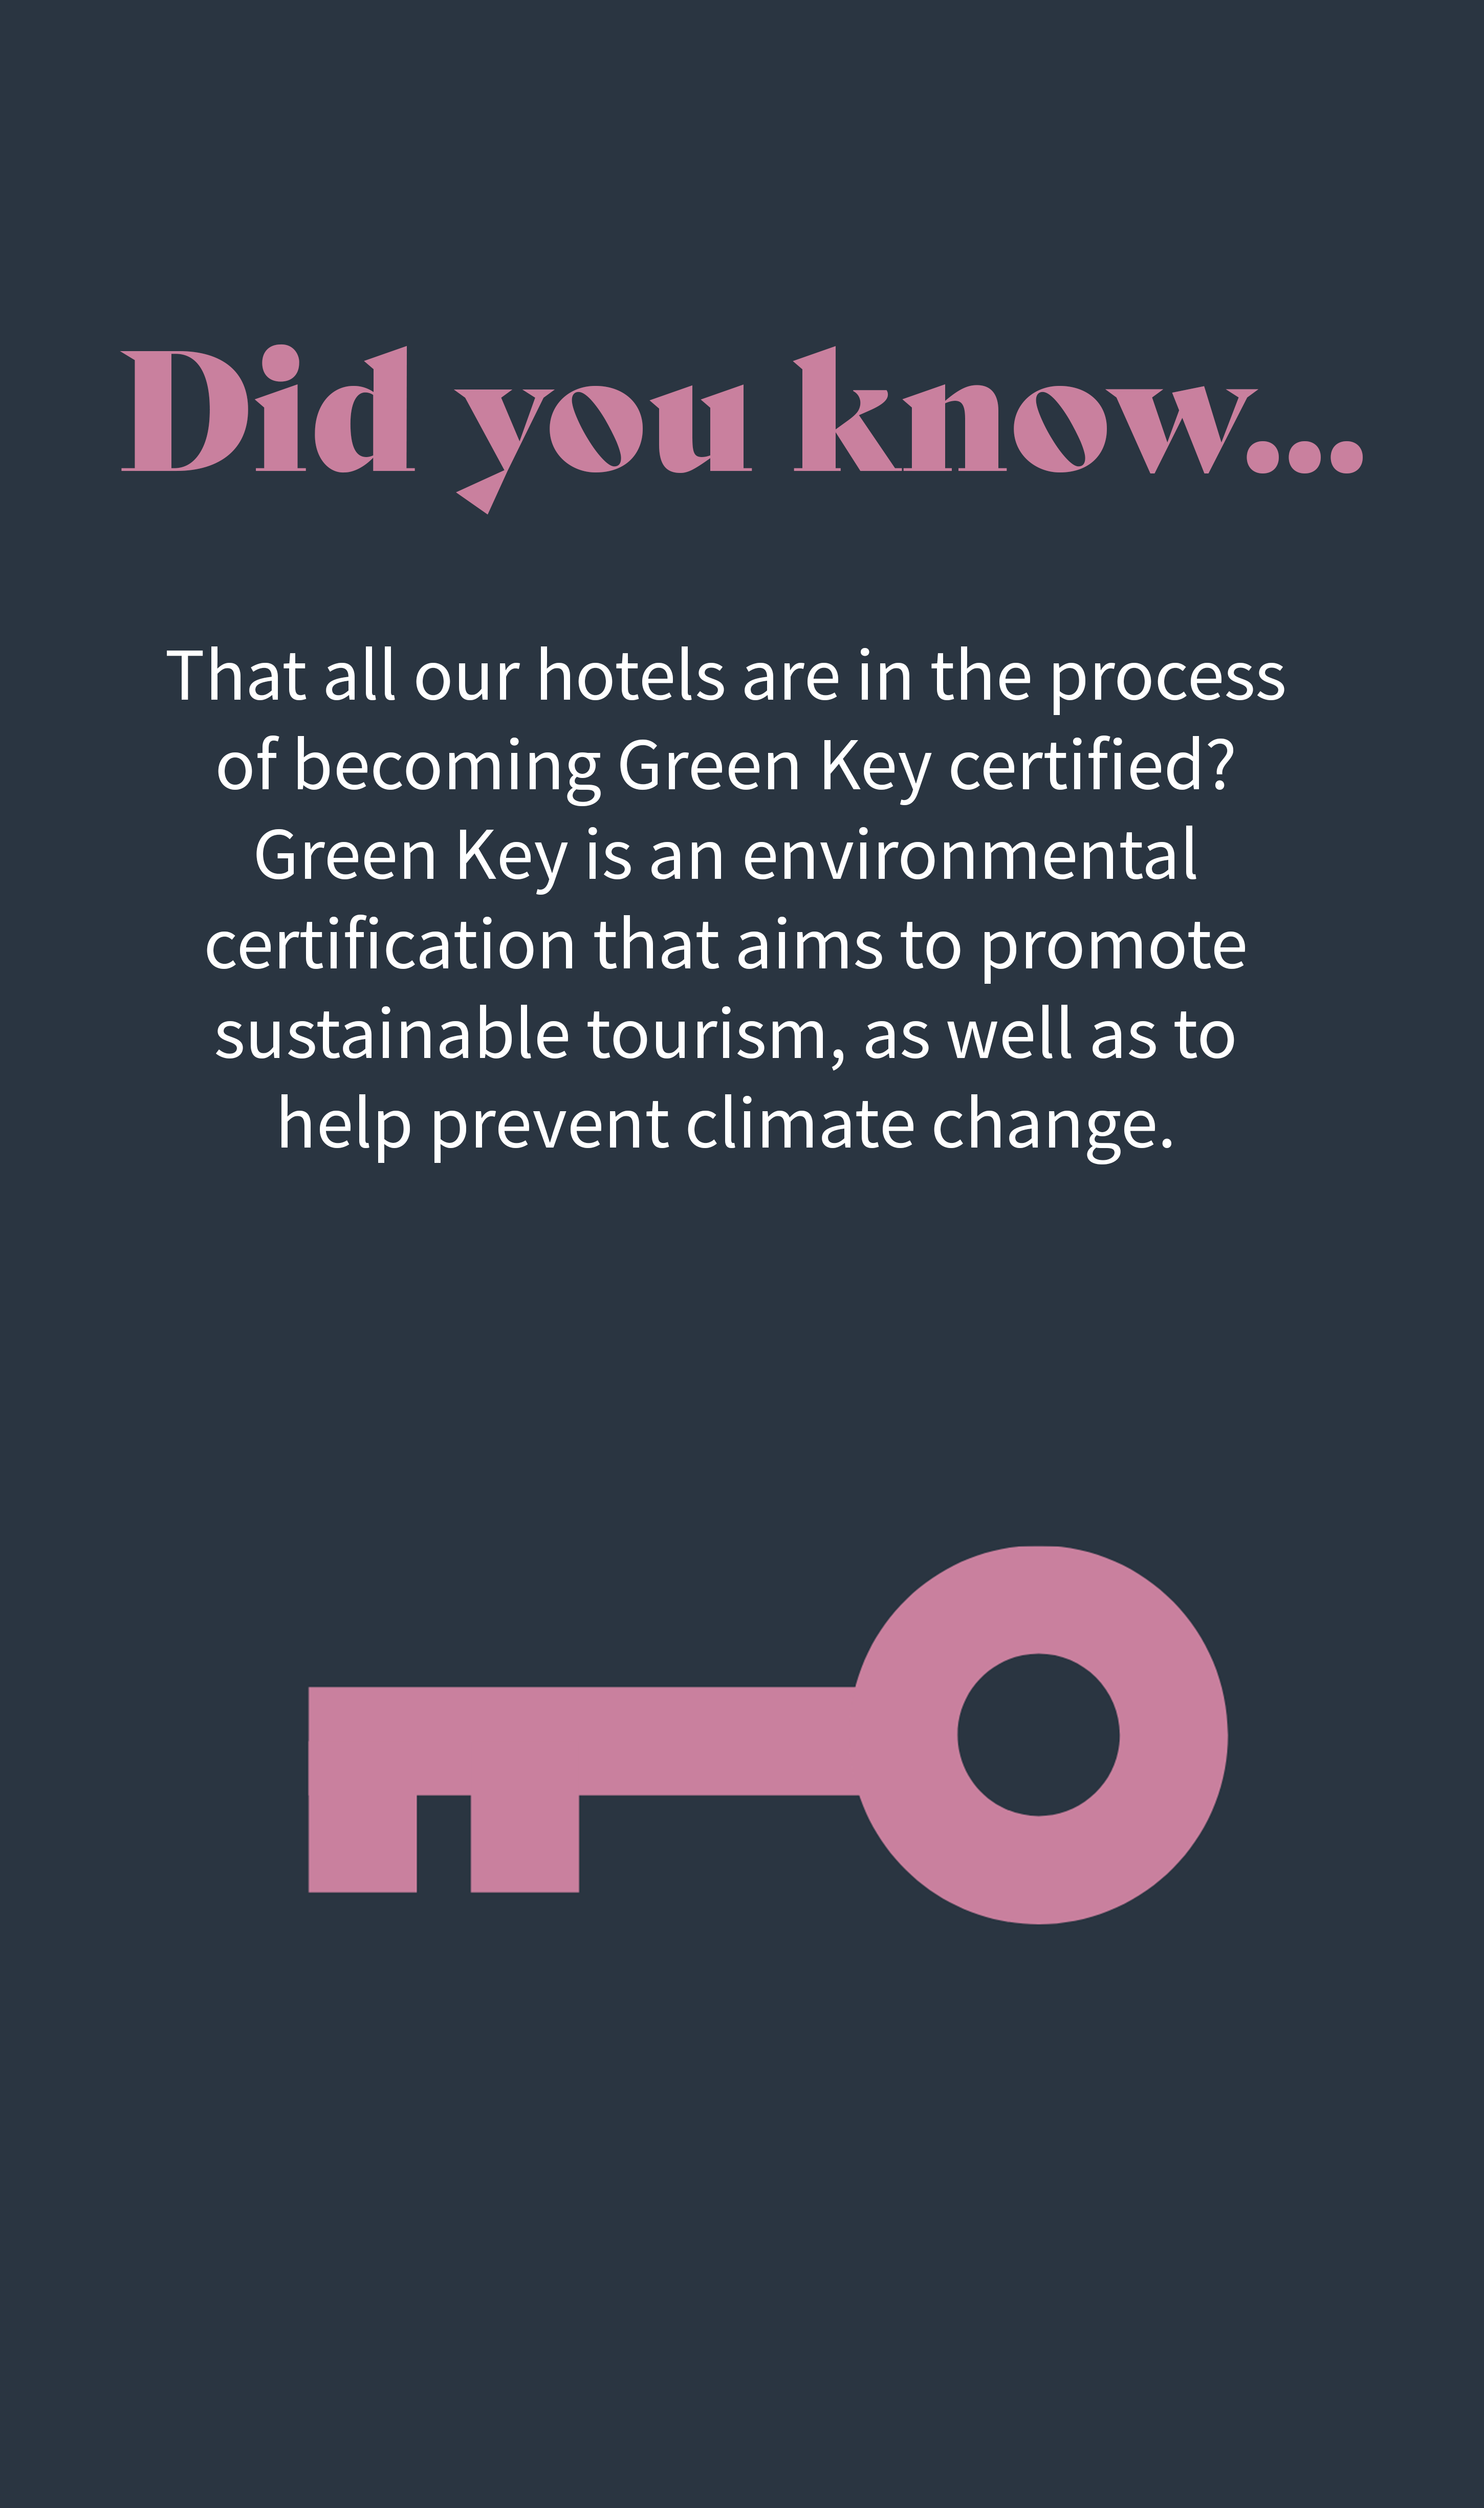 Did you know...
That all our hotels are in the process
of becoming Green Key certified?
Green Key is an environmental
certification that aims to promote
sustainable tourism, as well as to
help prevent climate change.